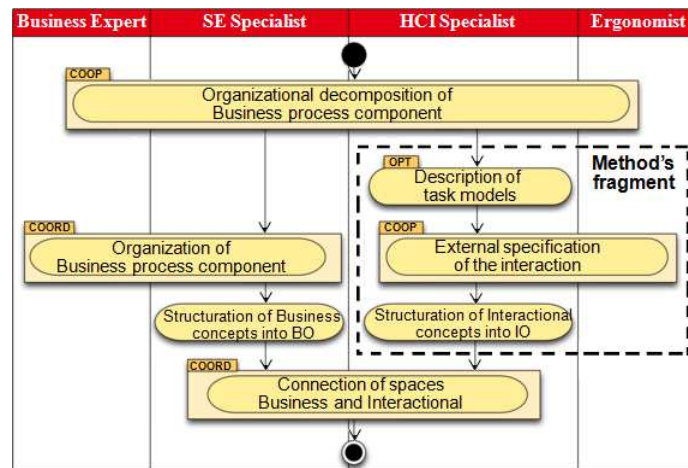 Business Expert SE Specialist HCI Specialist Ergonomist
COOP
Organizational decomposition of
Business process component
Method's
fragment
OPT
Description of
task models
COORD
Organization of
Business process component
COOP
External specification
of the interaction
Structuration of Business
concepts into BO
Structuration of Interactional
concepts into IO
COORD
Connection of spaces
Business and Interactional